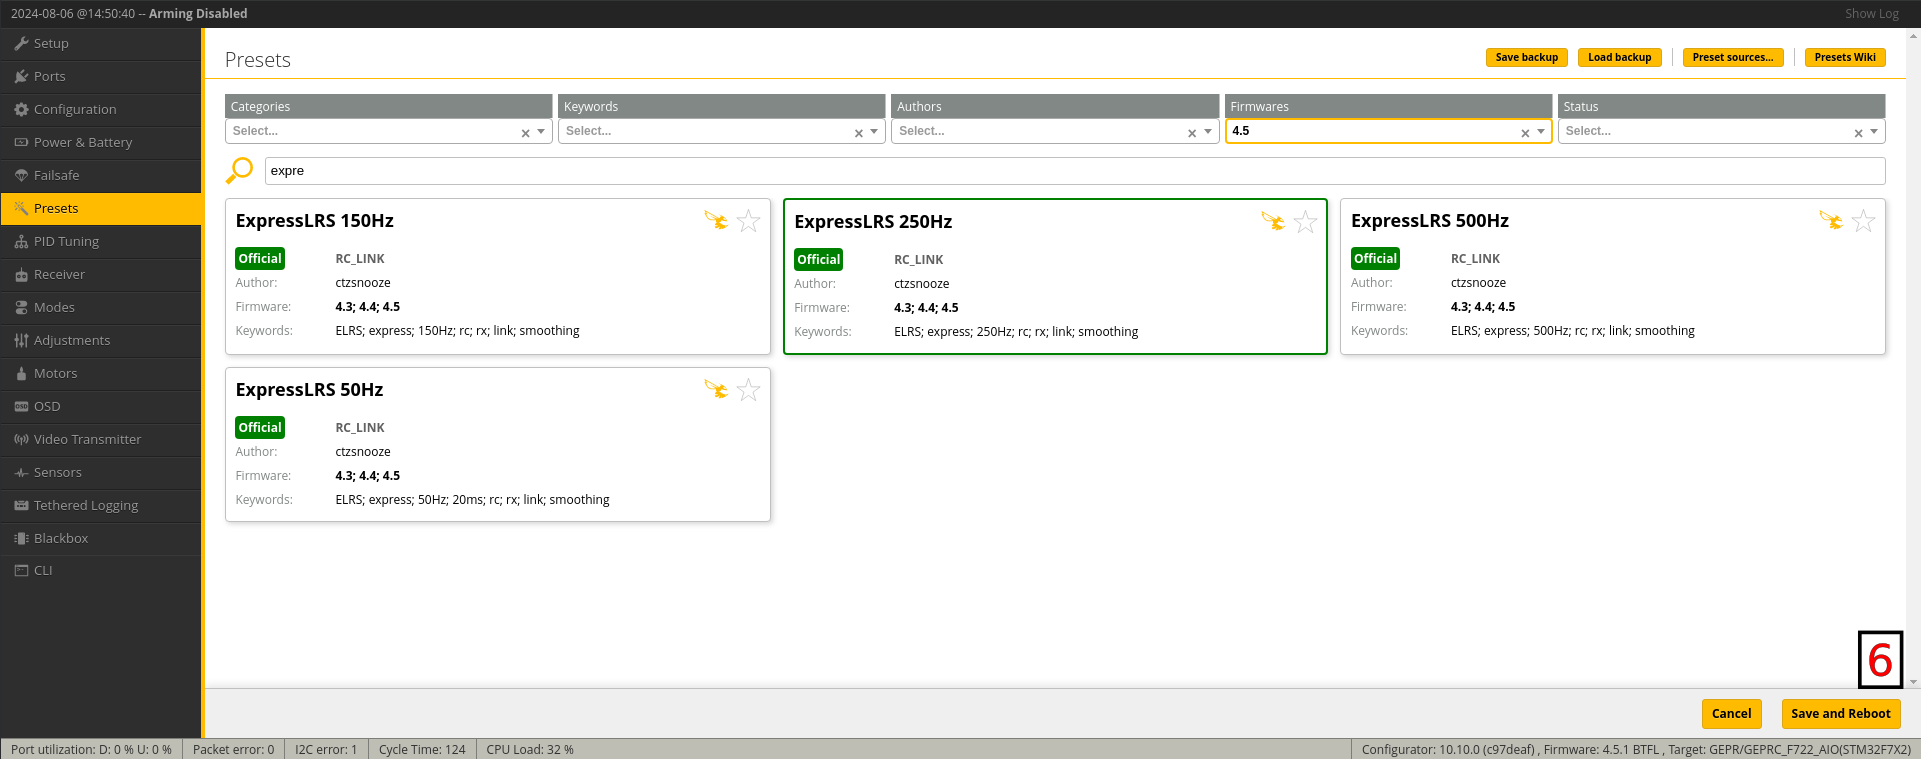 2024-08-06 @14:50:40 -- Arming Disabled
Show Log
Setup
Ports
Configuration
Power & Battery
Failsafe
Presets
PID Tuning
Receiver
Modes
Adjustments
Motors
OSD
Video Transmitter
Sensors
Tethered Logging
Blackbox
CLI
Presets
Save backup
Load backup
Preset sources...
Presets Wiki
Categories
Keywords
Authors
Firmwares
Status
Select...
Select...
Select...
4.5
Select...
expre
ExpressLRS 150Hz
Official RC_LINK
Author: ctzsnooze
Firmware: 4.3; 4.4; 4.5
Keywords: ELRS; express; 150Hz; rc; rx; link; smoothing
ExpressLRS 250Hz
Official RC_LINK
Author: ctzsnooze
Firmware: 4.3; 4.4; 4.5
Keywords: ELRS; express; 250Hz; rc; rx; link; smoothing
ExpressLRS 500Hz
Official RC_LINK
Author: ctzsnooze
Firmware: 4.3; 4.4; 4.5
Keywords: ELRS; express; 500Hz; rc; rx; link; smoothing
ExpressLRS 50Hz
Official RC_LINK
Author: ctzsnooze
Firmware: 4.3; 4.4; 4.5
Keywords: ELRS; express; 50Hz; 20ms; rc; rx; link; smoothing
6
Cancel
Save and Reboot
Port utilization: D: 0 % U: 0 %
Packet error: 0
I2C error: 1
Cycle Time: 124
CPU Load: 32 %
Configurator: 10.10.0 (c97deaf) , Firmware: 4.5.1 BTFL , Target: GEPR/GEPRC_F722_AIO(STM32F7X2)